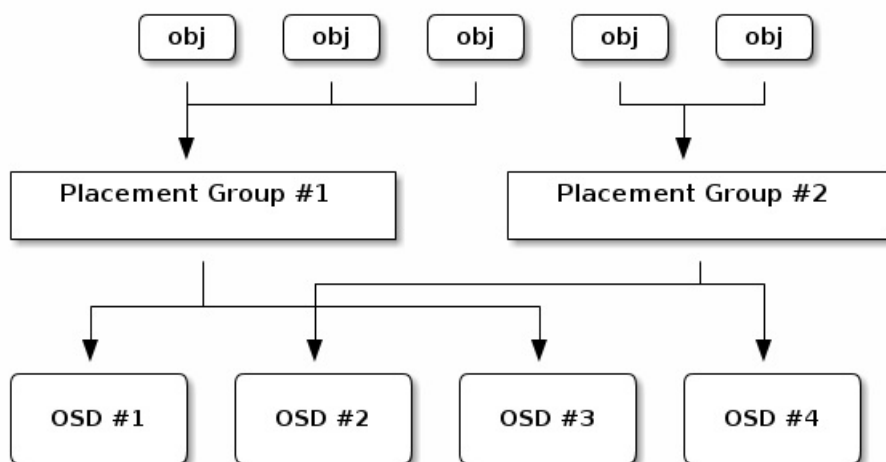 obj obj obj obj obj
Placement Group #1 Placement Group #2
OSD #1 OSD #2 OSD #3 OSD #4